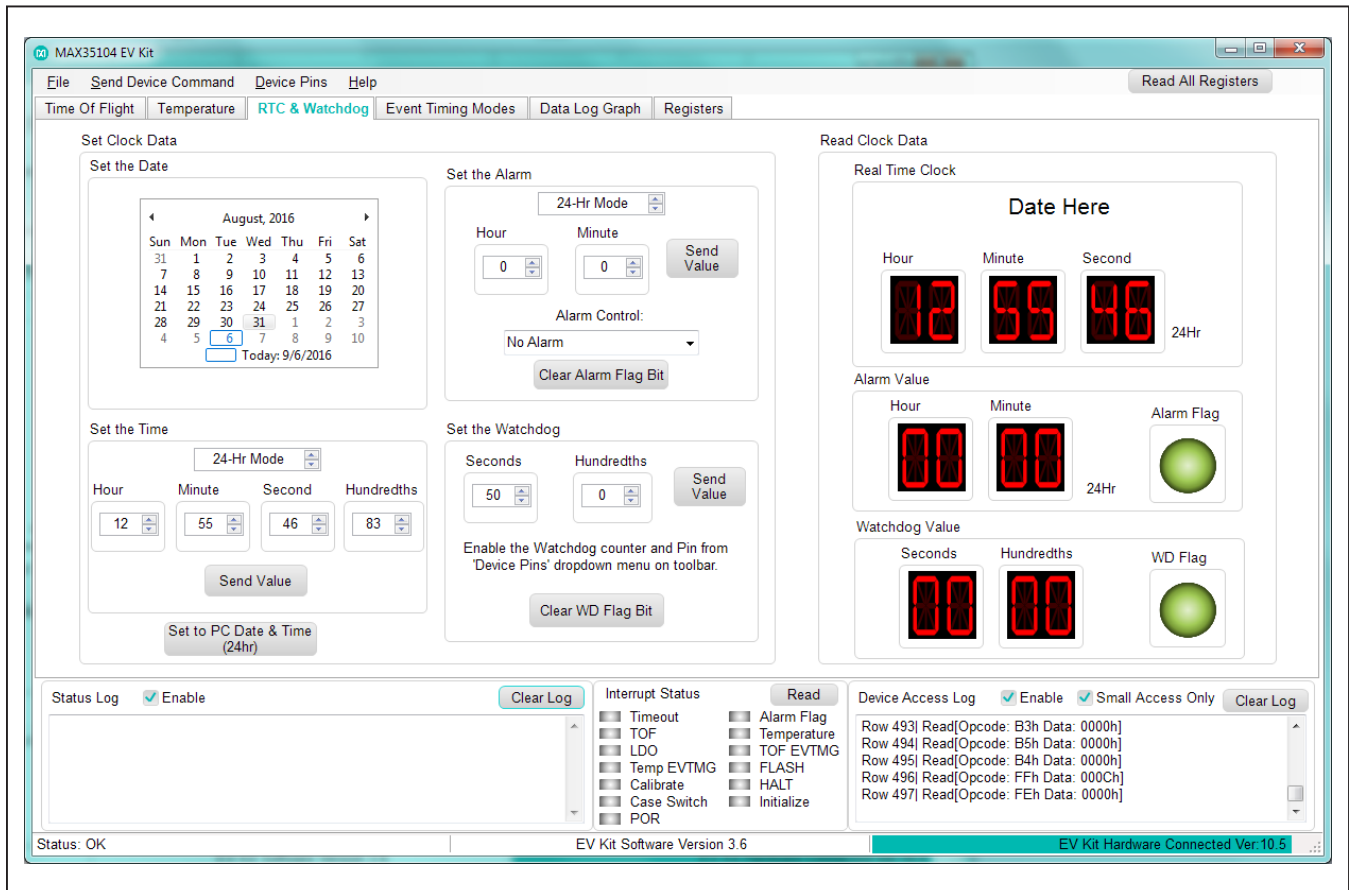 MAX35104 EV Kit
File Send Device Command Device Pins Help
Read All Registers
Time Of Flight Temperature RTC & Watchdog Event Timing Modes Data Log Graph Registers
Set Clock Data
Set the Date
August, 2016
Sun Mon Tue Wed Thu Fri Sat
31 1 2 3 4 5 6
7 8 9 10 11 12 13
14 15 16 17 18 19 20
21 22 23 24 25 26 27
28 29 30 31 1 2 3
4 5 6 7 8 9 10
Today: 9/6/2016
Set the Time
24-Hr Mode
Hour Minute Second Hundredths
12 55 46 83
Send Value
Set to PC Date & Time
(24hr)
Set the Alarm
24-Hr Mode
Hour Minute
0 0
Send
Value
Alarm Control:
No Alarm
Clear Alarm Flag Bit
Set the Watchdog
Seconds Hundredths
50 0
Send
Value
Enable the Watchdog counter and Pin from
'Device Pins' dropdown menu on toolbar.
Clear WD Flag Bit
Read Clock Data
Real Time Clock
Date Here
Hour Minute Second
12 55 46
24Hr
Alarm Value
Hour Minute
00 00
24Hr
Alarm Flag
Watchdog Value
Seconds Hundredths
00 00
WD Flag
Status Log Enable Clear Log
Interrupt Status Read
Timeout Alarm Flag
TOF Temperature
LDO TOF EVTMG
Temp EVTMG FLASH
Calibrate HALT
Case Switch Initialize
POR
Device Access Log Enable Small Access Only Clear Log
Row 493| Read[Opcode: B3h Data: 0000h]
Row 494| Read[Opcode: B5h Data: 0000h]
Row 495| Read[Opcode: B4h Data: 0000h]
Row 496| Read[Opcode: FFh Data: 000Ch]
Row 497| Read[Opcode: FEh Data: 0000h]
Status: OK
EV Kit Software Version 3.6
EV Kit Hardware Connected Ver:10.5